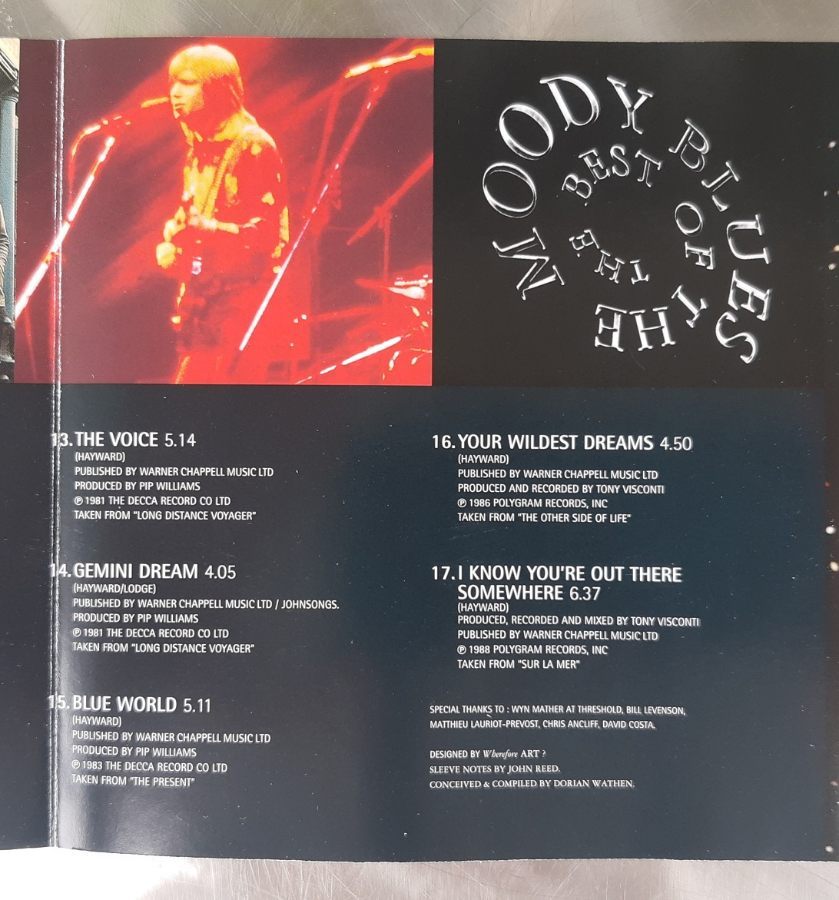 THE BEST OF THE
MOODY BLUES
13. THE VOICE 5.14
(HAYWARD)
PUBLISHED BY WARNER CHAPPELL MUSIC LTD
PRODUCED BY PIP WILLIAMS
℗ 1981 THE DECCA RECORD CO LTD
TAKEN FROM "LONG DISTANCE VOYAGER"
14. GEMINI DREAM 4.05
(HAYWARD/LODGE)
PUBLISHED BY WARNER CHAPPELL MUSIC LTD / JOHNSONGS.
PRODUCED BY PIP WILLIAMS
℗ 1981 THE DECCA RECORD CO LTD
TAKEN FROM "LONG DISTANCE VOYAGER"
15. BLUE WORLD 5.11
(HAYWARD)
PUBLISHED BY WARNER CHAPPELL MUSIC LTD
PRODUCED BY PIP WILLIAMS
℗ 1983 THE DECCA RECORD CO LTD
TAKEN FROM "THE PRESENT"
16. YOUR WILDEST DREAMS 4.50
(HAYWARD)
PUBLISHED BY WARNER CHAPPELL MUSIC LTD
PRODUCED AND RECORDED BY TONY VISCONTI
℗ 1986 POLYGRAM RECORDS, INC
TAKEN FROM "THE OTHER SIDE OF LIFE"
17. I KNOW YOU'RE OUT THERE
SOMEWHERE 6.37
(HAYWARD)
PRODUCED, RECORDED AND MIXED BY TONY VISCONTI
PUBLISHED BY WARNER CHAPPELL MUSIC LTD
℗ 1988 POLYGRAM RECORDS, INC
TAKEN FROM "SUR LA MER"
SPECIAL THANKS TO : WYN MATHER AT THRESHOLD, BILL LEVENSON,
MATTHIEU LAURIOT-PREVOST, CHRIS ANCLIFF, DAVID COSTA.
DESIGNED BY Wherefore ART ?
SLEEVE NOTES BY JOHN REED.
CONCEIVED & COMPILED BY DORIAN WATHEN.